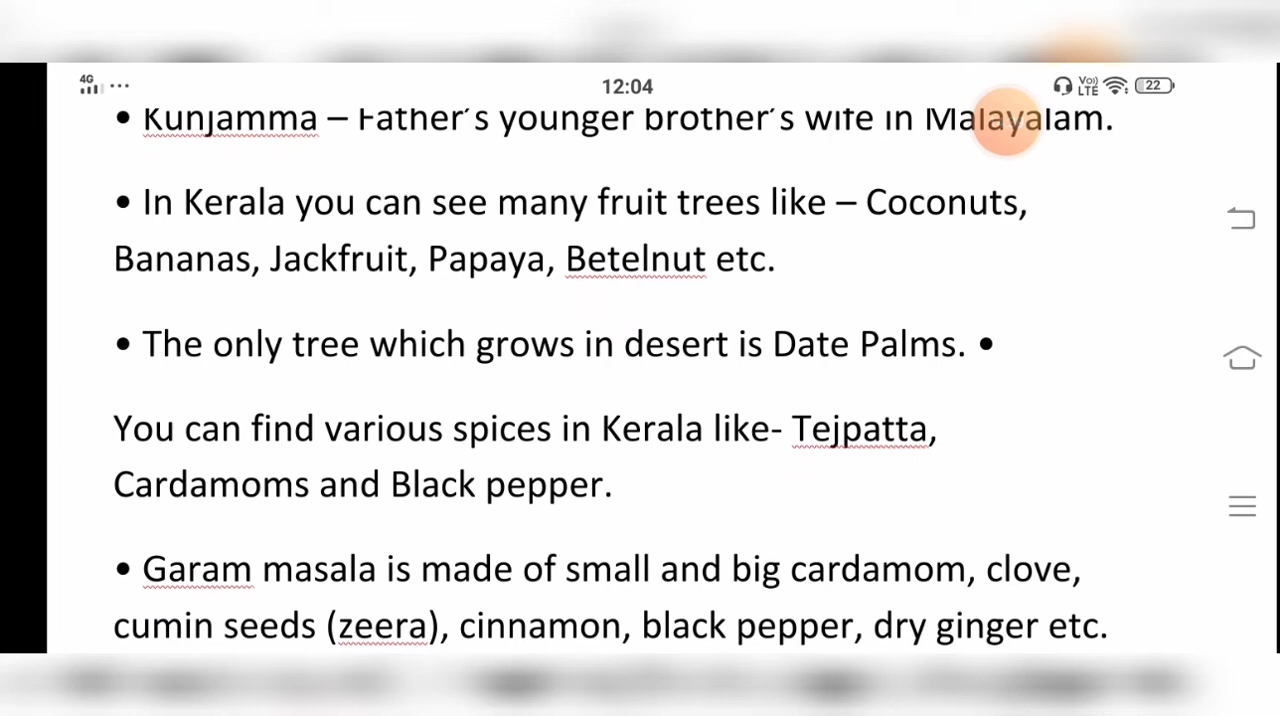 4G ... 12:04 Vo) LTE 22
• Kunjamma – Father's younger brother's wife in Malayalam.
• In Kerala you can see many fruit trees like – Coconuts,
Bananas, Jackfruit, Papaya, Betelnut etc.
• The only tree which grows in desert is Date Palms. •
You can find various spices in Kerala like- Tejpatta,
Cardamoms and Black pepper.
• Garam masala is made of small and big cardamom, clove,
cumin seeds (zeera), cinnamon, black pepper, dry ginger etc.